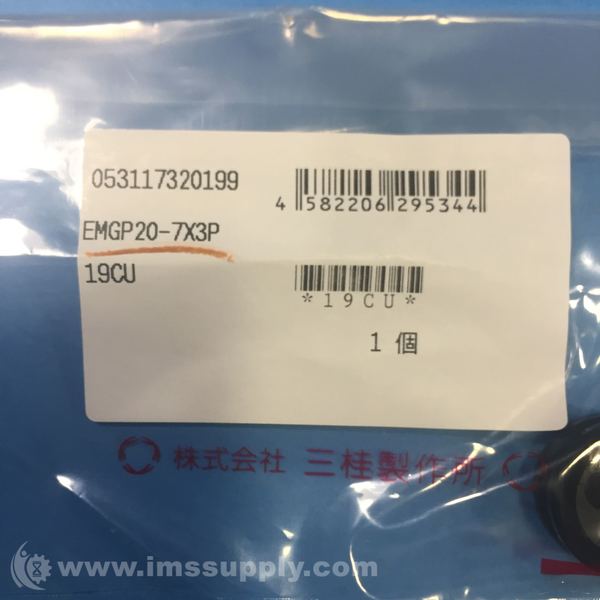 053117320199
4 582206 295344
EMGP20-7X3P
19CU
*19CU*
1 個
株式会社 三桂製作所
www.imssupply.com